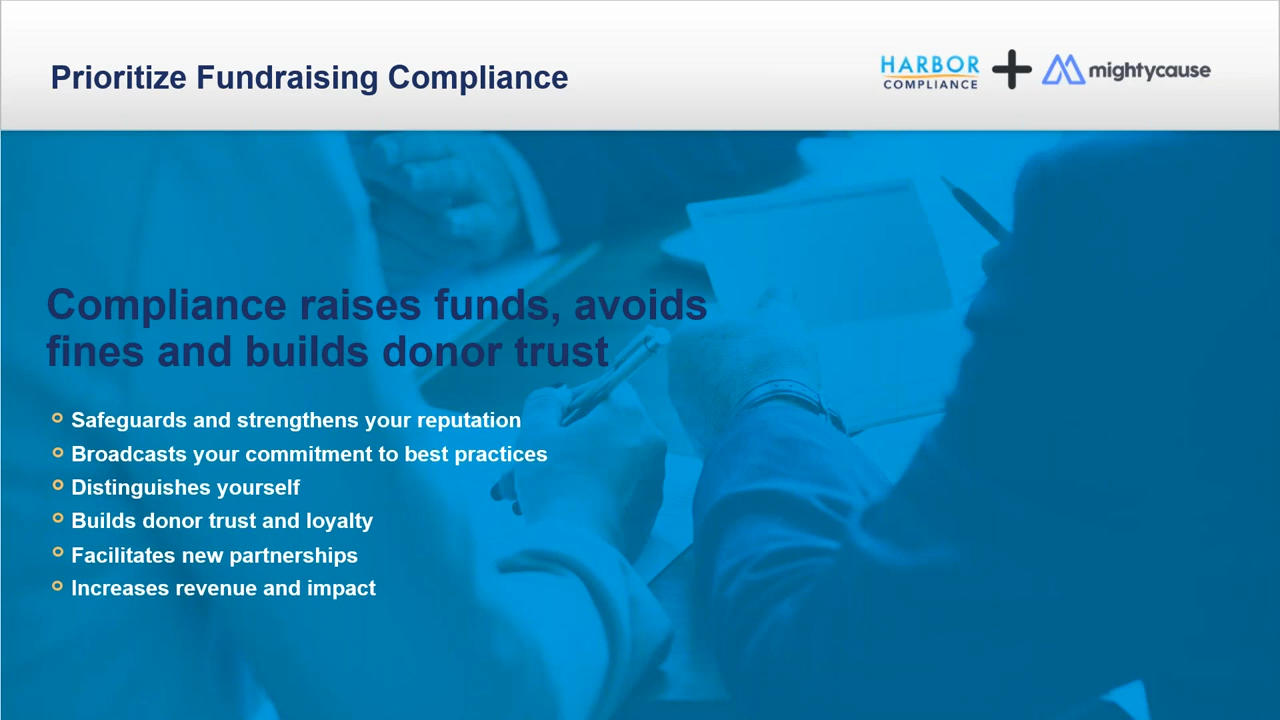 Prioritize Fundraising Compliance
HARBOR
COMPLIANCE
+
mightycause
Compliance raises funds, avoids
fines and builds donor trust
Safeguards and strengthens your reputation
Broadcasts your commitment to best practices
Distinguishes yourself
Builds donor trust and loyalty
Facilitates new partnerships
Increases revenue and impact